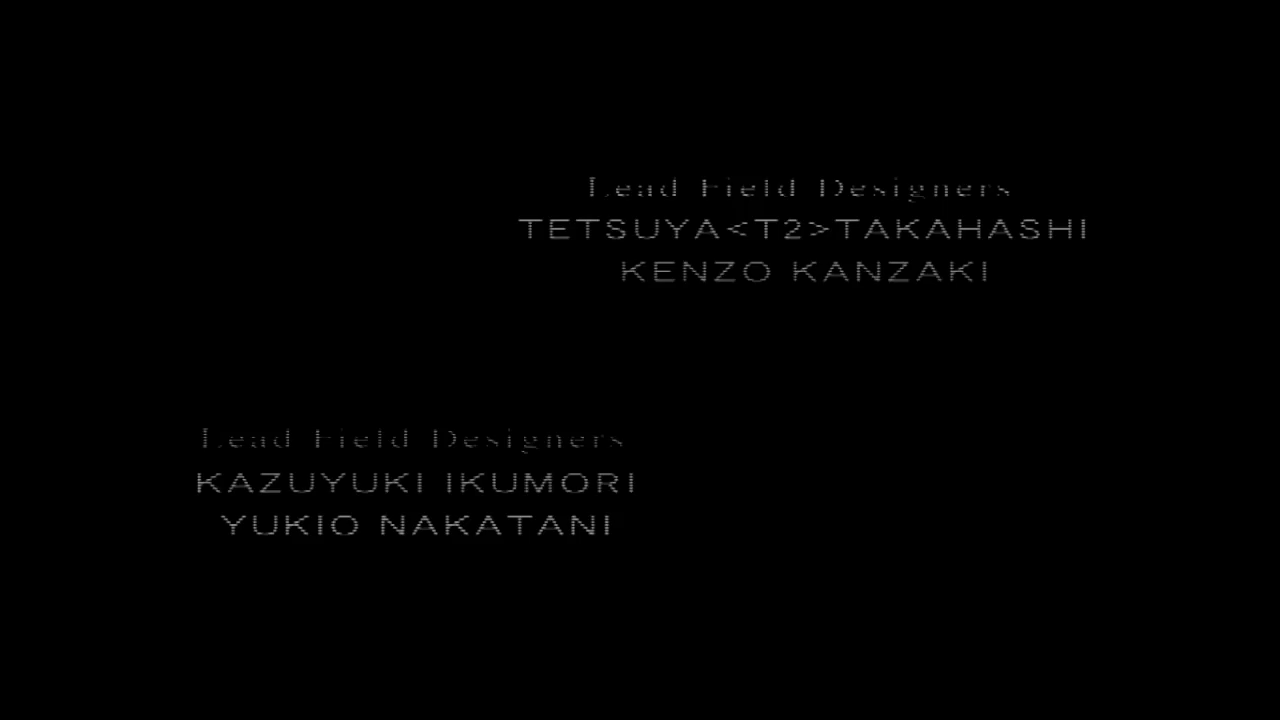 Lead Field Designers
TETSUYA<T2>TAKAHASHI
KENZO KANZAKI
Lead Field Designers
KAZUYUKI IKUMORI
YUKIO NAKATANI